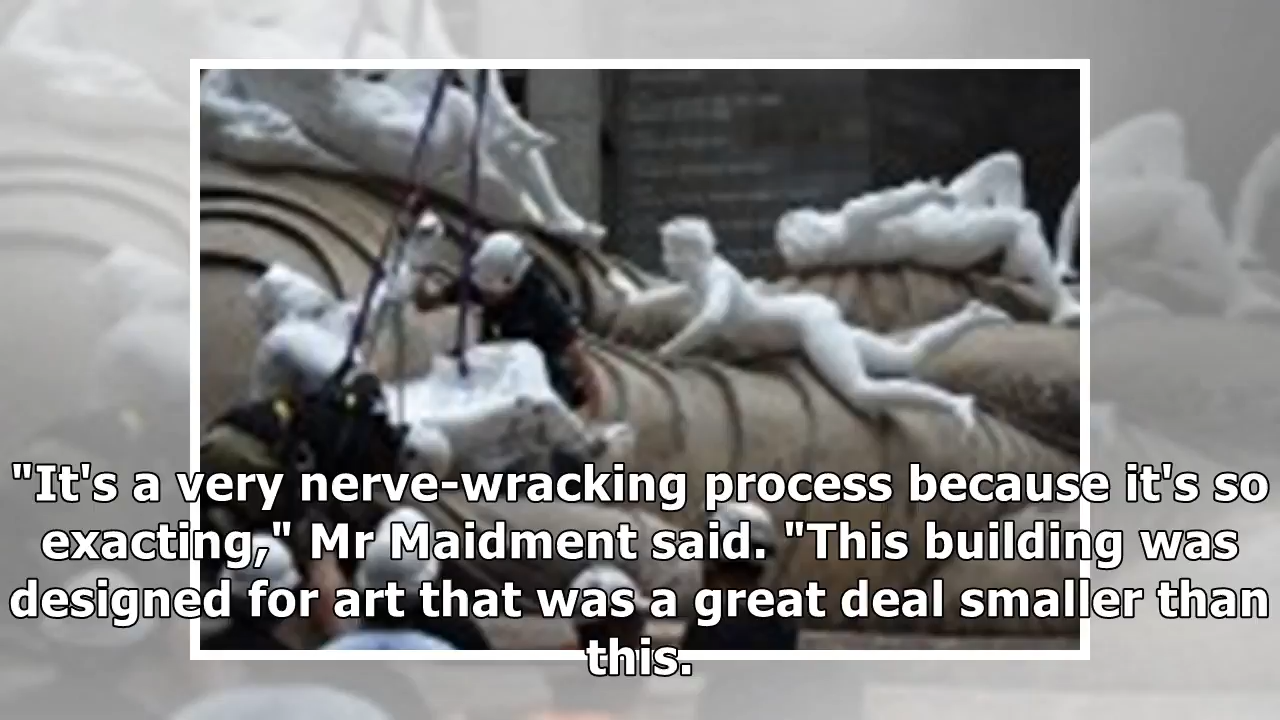 "It's a very nerve-wracking process because it's so
exacting," Mr Maidment said. "This building was
designed for art that was a great deal smaller than
this.